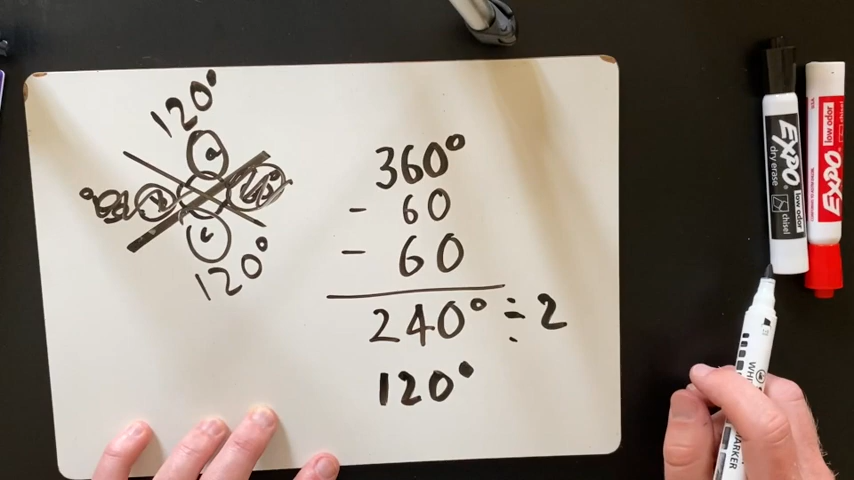 120°
a
c
120°
360°
- 60
- 60
240° ÷ 2
120°
EXPO
low odor
dry erase
chisel
EXPO
low odor